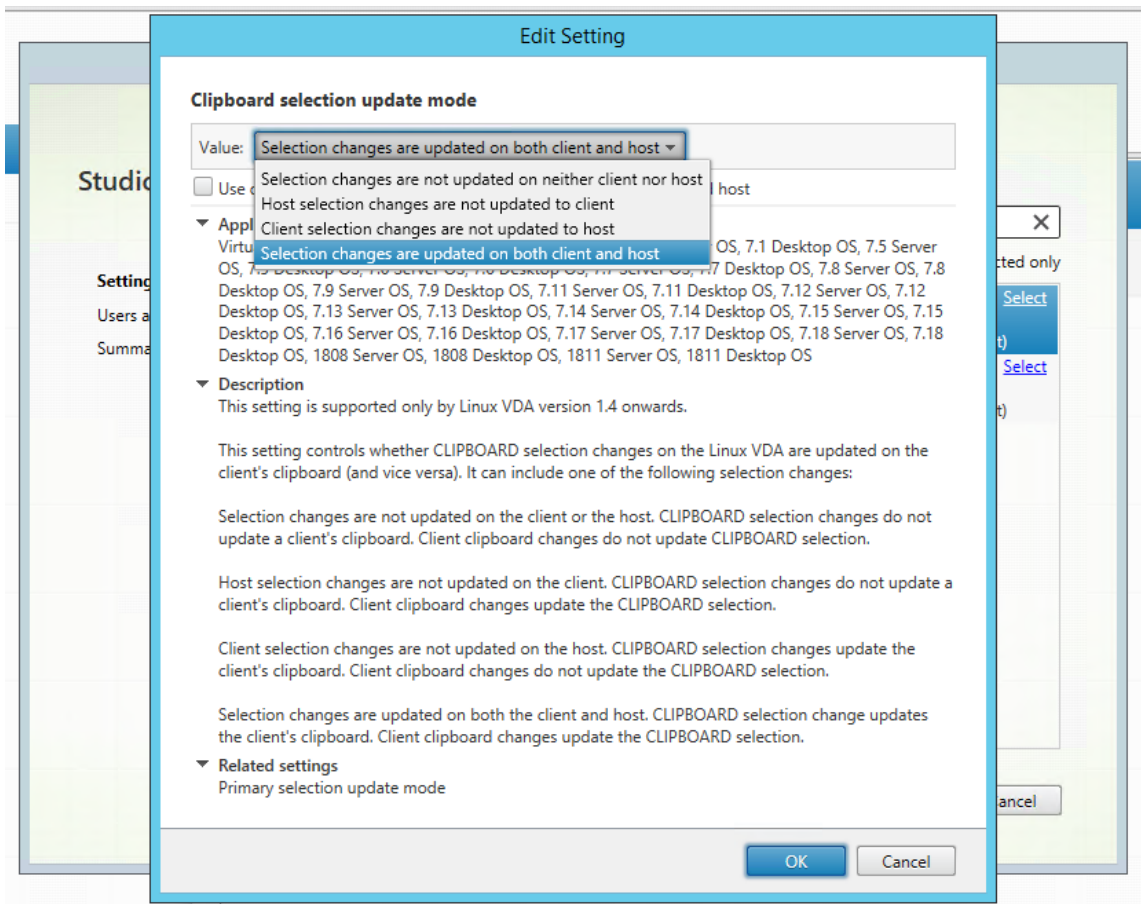 Edit Setting
Clipboard selection update mode
Value: Selection changes are updated on both client and host
Selection changes are not updated on neither client nor host
Host selection changes are not updated to client
Client selection changes are not updated to host
Selection changes are updated on both client and host
Use
host
OS, 7.1 Desktop OS, 7.5 Server
7 Desktop OS, 7.8 Server OS, 7.8
Desktop OS, 7.9 Server OS, 7.9 Desktop OS, 7.11 Server OS, 7.11 Desktop OS, 7.12 Server OS, 7.12
Desktop OS, 7.13 Server OS, 7.13 Desktop OS, 7.14 Server OS, 7.14 Desktop OS, 7.15 Server OS, 7.15
Desktop OS, 7.16 Server OS, 7.16 Desktop OS, 7.17 Server OS, 7.17 Desktop OS, 7.18 Server OS, 7.18
Desktop OS, 1808 Server OS, 1808 Desktop OS, 1811 Server OS, 1811 Desktop OS
Description
This setting is supported only by Linux VDA version 1.4 onwards.
This setting controls whether CLIPBOARD selection changes on the Linux VDA are updated on the
client's clipboard (and vice versa). It can include one of the following selection changes:
Selection changes are not updated on the client or the host. CLIPBOARD selection changes do not
update a client's clipboard. Client clipboard changes do not update CLIPBOARD selection.
Host selection changes are not updated on the client. CLIPBOARD selection changes do not update a
client's clipboard. Client clipboard changes update the CLIPBOARD selection.
Client selection changes are not updated on the host. CLIPBOARD selection changes update the
client's clipboard. Client clipboard changes do not update the CLIPBOARD selection.
Selection changes are updated on both the client and host. CLIPBOARD selection change updates
the client's clipboard. Client clipboard changes update the CLIPBOARD selection.
Related settings
Primary selection update mode
OK
Cancel
Studio
Setting
Users a
Summa
cted only
Select
t)
Select
t)
ancel